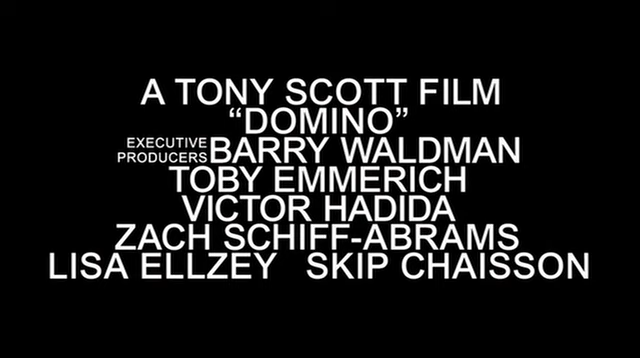 A TONY SCOTT FILM
“DOMINO”
EXECUTIVE PRODUCERS BARRY WALDMAN
TOBY EMMERICH
VICTOR HADIDA
ZACH SCHIFF-ABRAMS
LISA ELLZEY SKIP CHAISSON